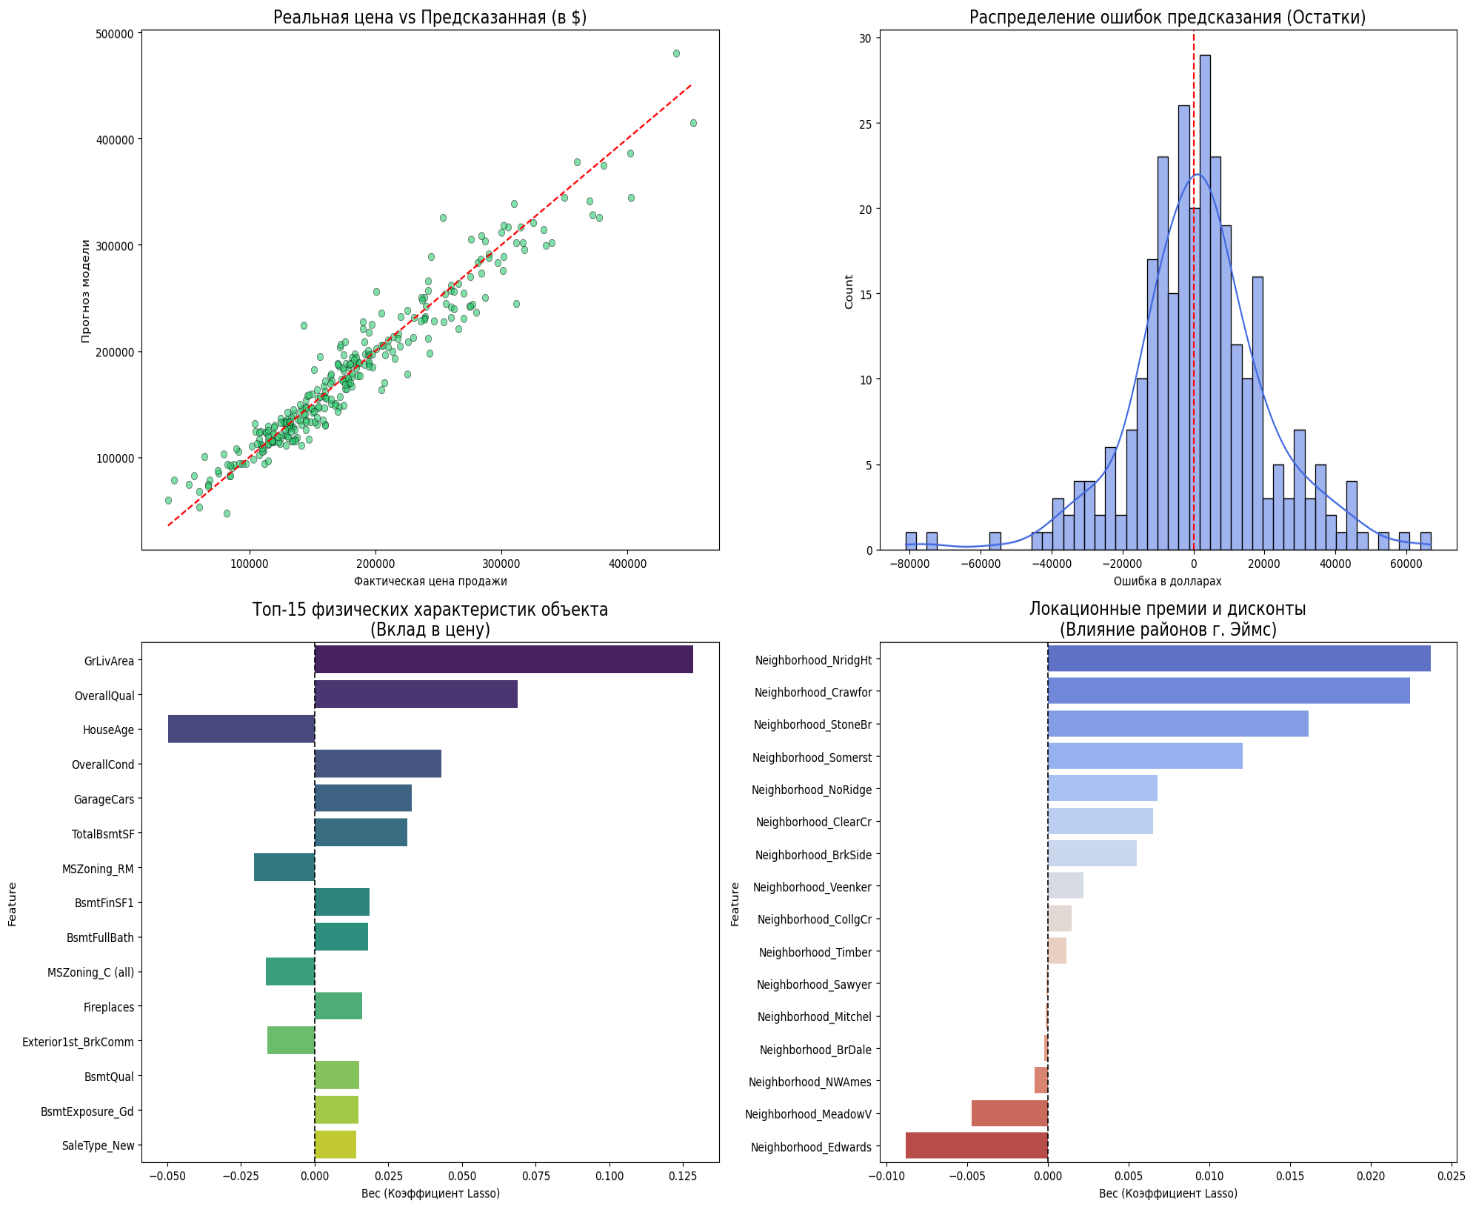 Реальная цена vs Предсказанная (в $)
500000
400000
300000
200000
100000
Прогноз модели
100000
200000
300000
400000
Фактическая цена продажи
Распределение ошибок предсказания (Остатки)
30
25
20
15
10
5
0
Count
−80000
−60000
−40000
−20000
0
20000
40000
60000
Ошибка в долларах
Топ-15 физических характеристик объекта
(Вклад в цену)
GrLivArea
OverallQual
HouseAge
OverallCond
GarageCars
TotalBsmtSF
MSZoning_RM
BsmtFinSF1
BsmtFullBath
MSZoning_C (all)
Fireplaces
Exterior1st_BrkComm
BsmtQual
BsmtExposure_Gd
SaleType_New
Feature
−0.050
−0.025
0.000
0.025
0.050
0.075
0.100
0.125
Вес (Коэффициент Lasso)
Локационные премии и дисконты
(Влияние районов г. Эймс)
Neighborhood_NridgHt
Neighborhood_Crawfor
Neighborhood_StoneBr
Neighborhood_Somerst
Neighborhood_NoRidge
Neighborhood_ClearCr
Neighborhood_BrkSide
Neighborhood_Veenker
Neighborhood_CollgCr
Neighborhood_Timber
Neighborhood_Sawyer
Neighborhood_Mitchel
Neighborhood_BrDale
Neighborhood_NWAmes
Neighborhood_MeadowV
Neighborhood_Edwards
Feature
−0.010
−0.005
0.000
0.005
0.010
0.015
0.020
0.025
Вес (Коэффициент Lasso)